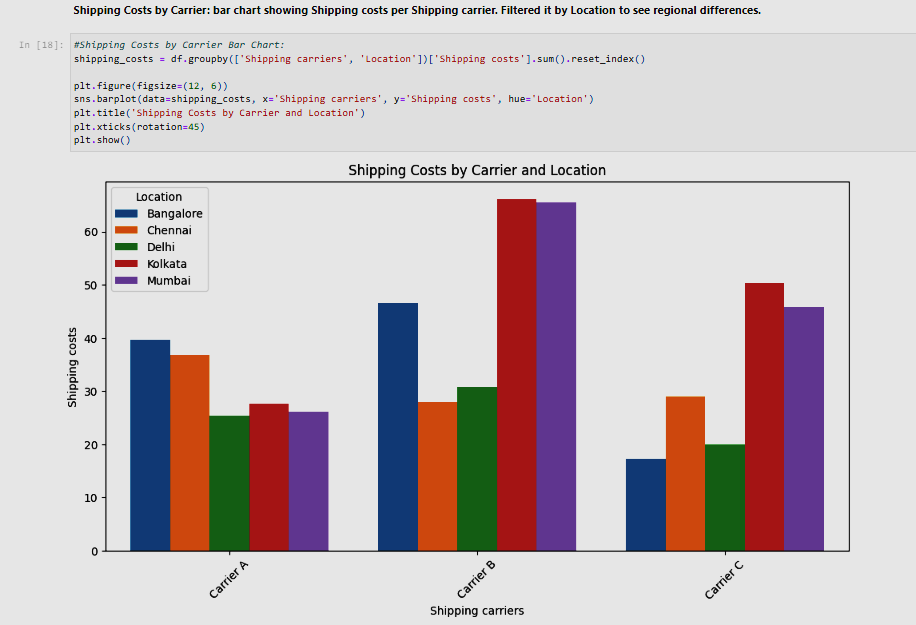 Shipping Costs by Carrier: bar chart showing Shipping costs per Shipping carrier. Filtered it by Location to see regional differences.
In [18]:
#Shipping Costs by Carrier Bar Chart:
shipping_costs = df.groupby(['Shipping carriers', 'Location'])['Shipping costs'].sum().reset_index()
plt.figure(figsize=(12, 6))
sns.barplot(data=shipping_costs, x='Shipping carriers', y='Shipping costs', hue='Location')
plt.title('Shipping Costs by Carrier and Location')
plt.xticks(rotation=45)
plt.show()
Shipping Costs by Carrier and Location
Location
Bangalore
Chennai
Delhi
Kolkata
Mumbai
Shipping costs
60
50
40
30
20
10
0
Carrier A
Carrier B
Carrier C
Shipping carriers